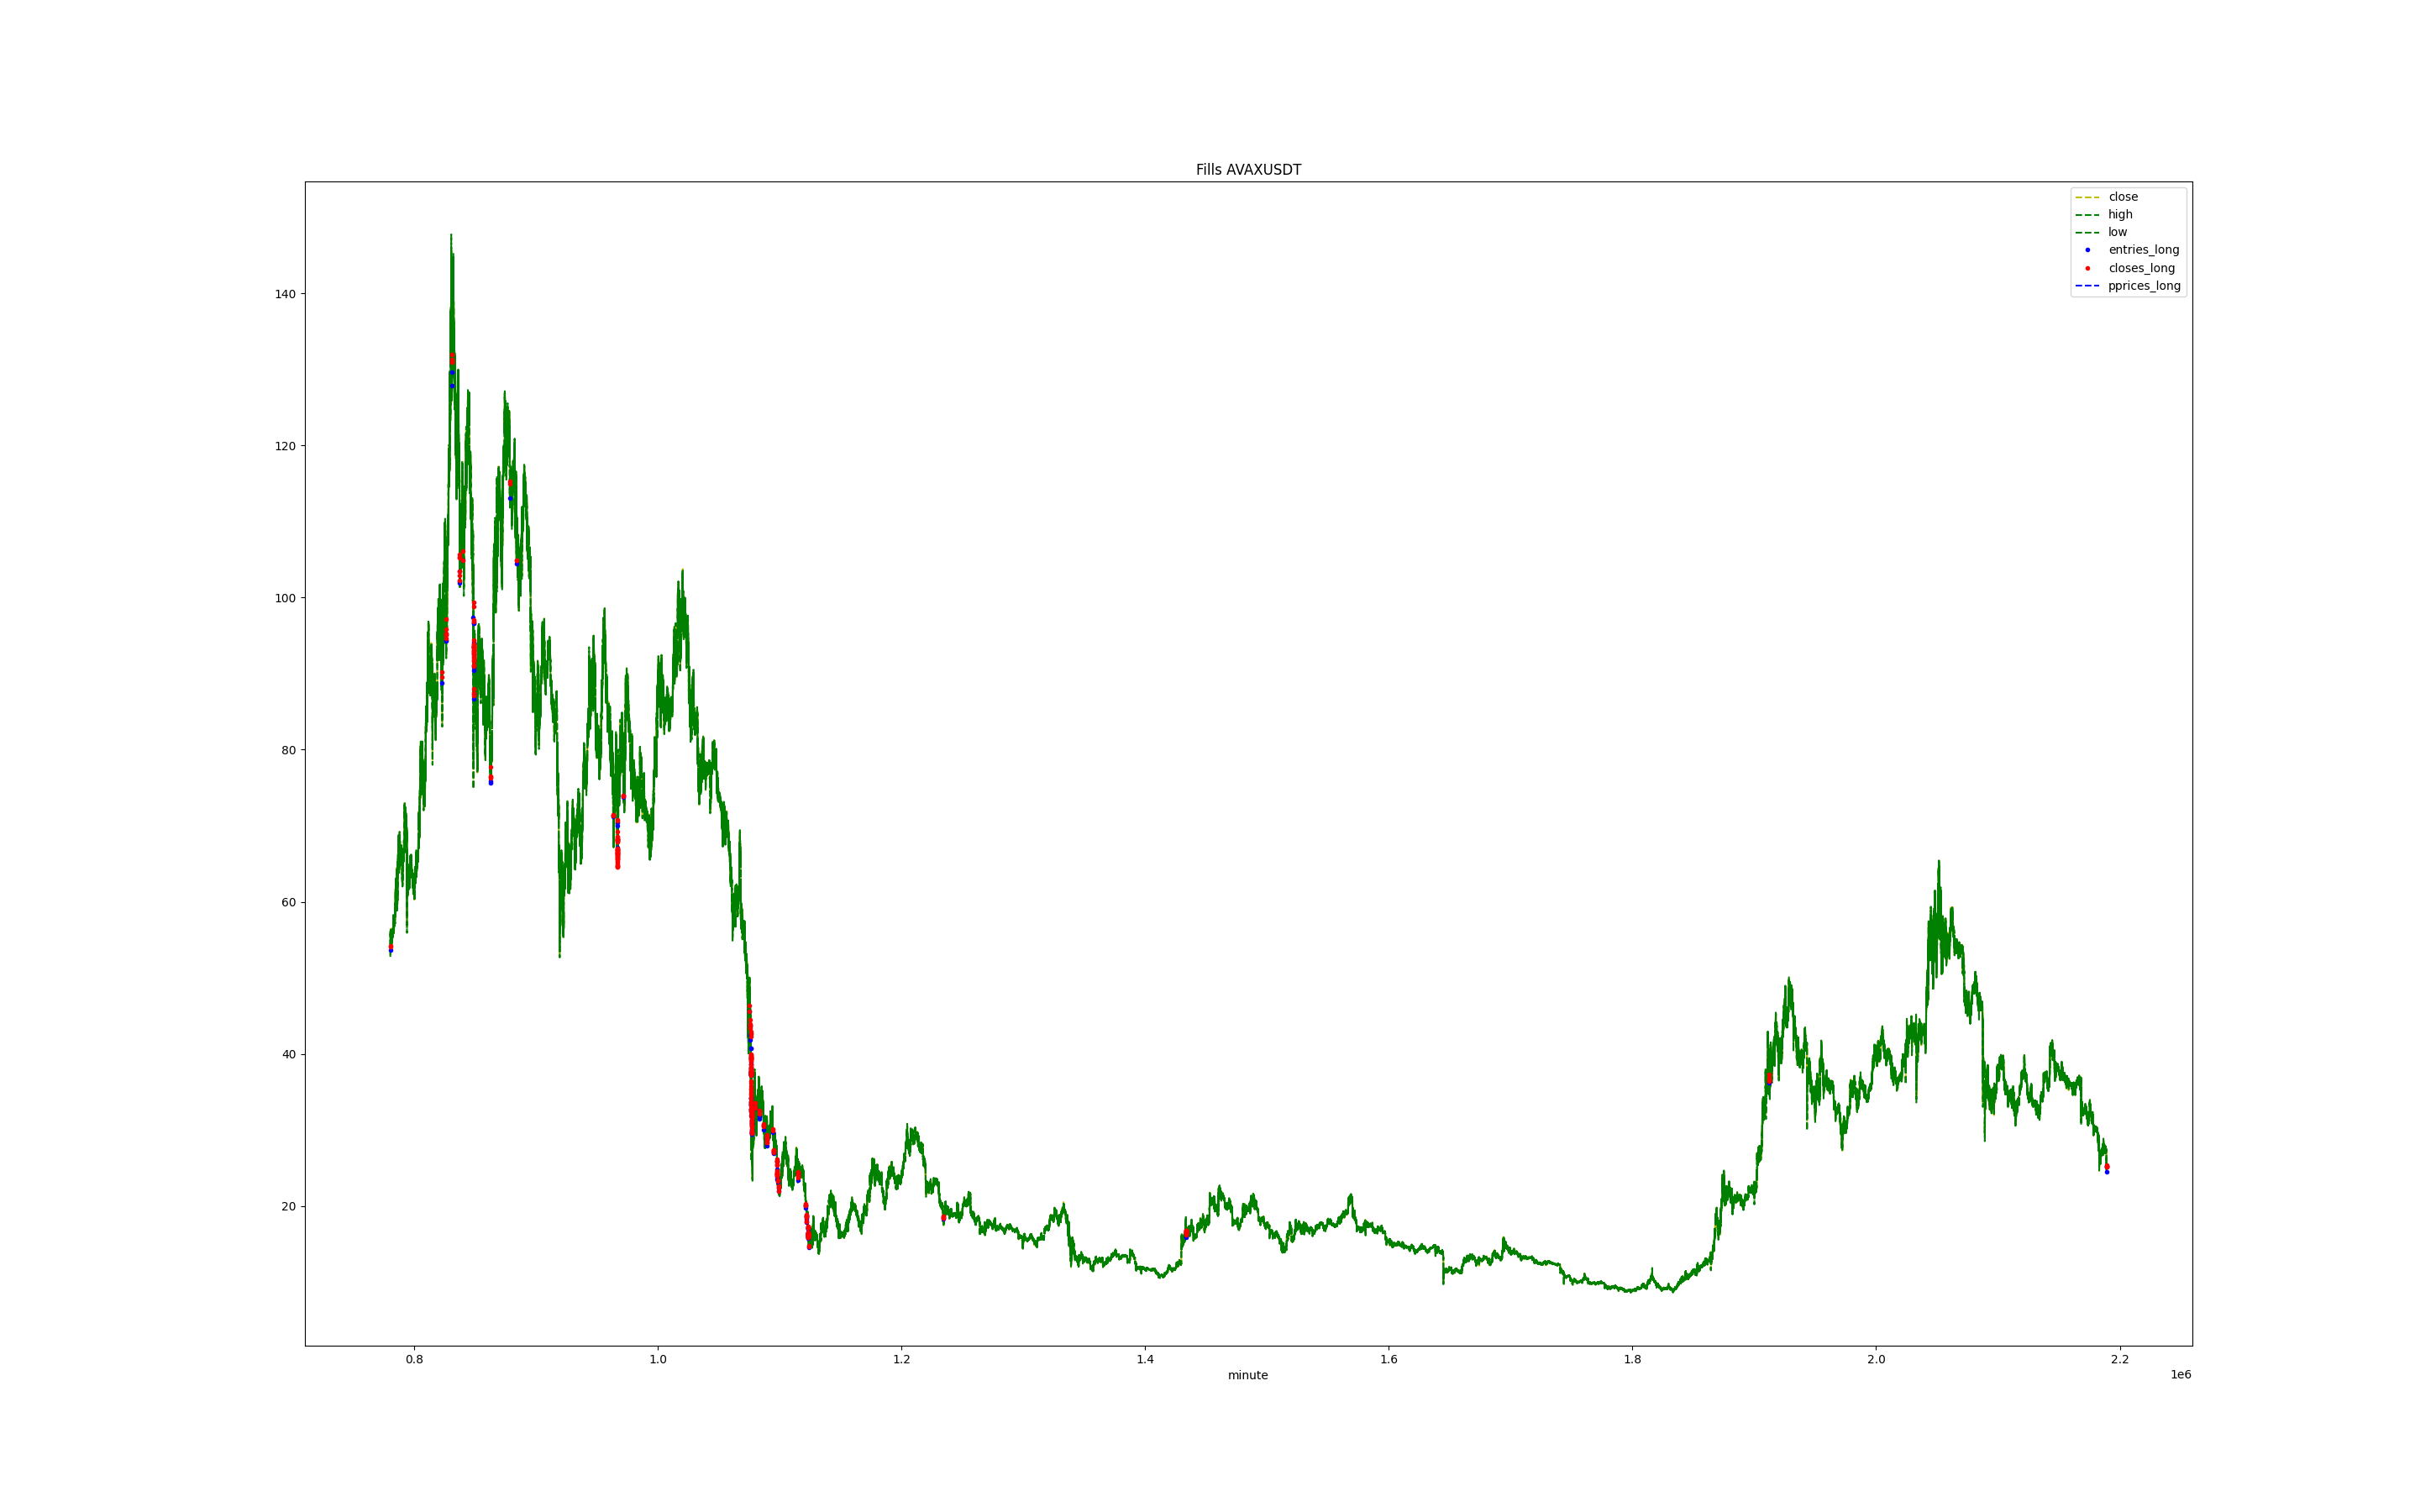 Fills AVAXUSDT
close
high
low
entries_long
closes_long
pprices_long
140
120
100
80
60
40
20
0.8 1.0 1.2 1.4 1.6 1.8 2.0 2.2
1e6
minute